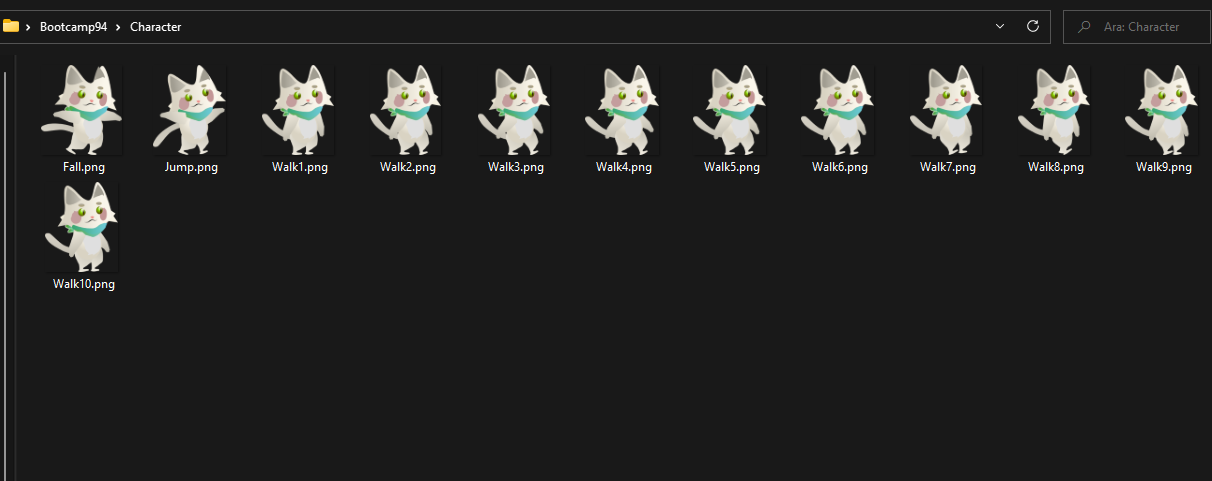 Bootcamp94 > Character
Ara: Character
Fall.png Jump.png Walk1.png Walk2.png Walk3.png Walk4.png Walk5.png Walk6.png Walk7.png Walk8.png Walk9.png
Walk10.png